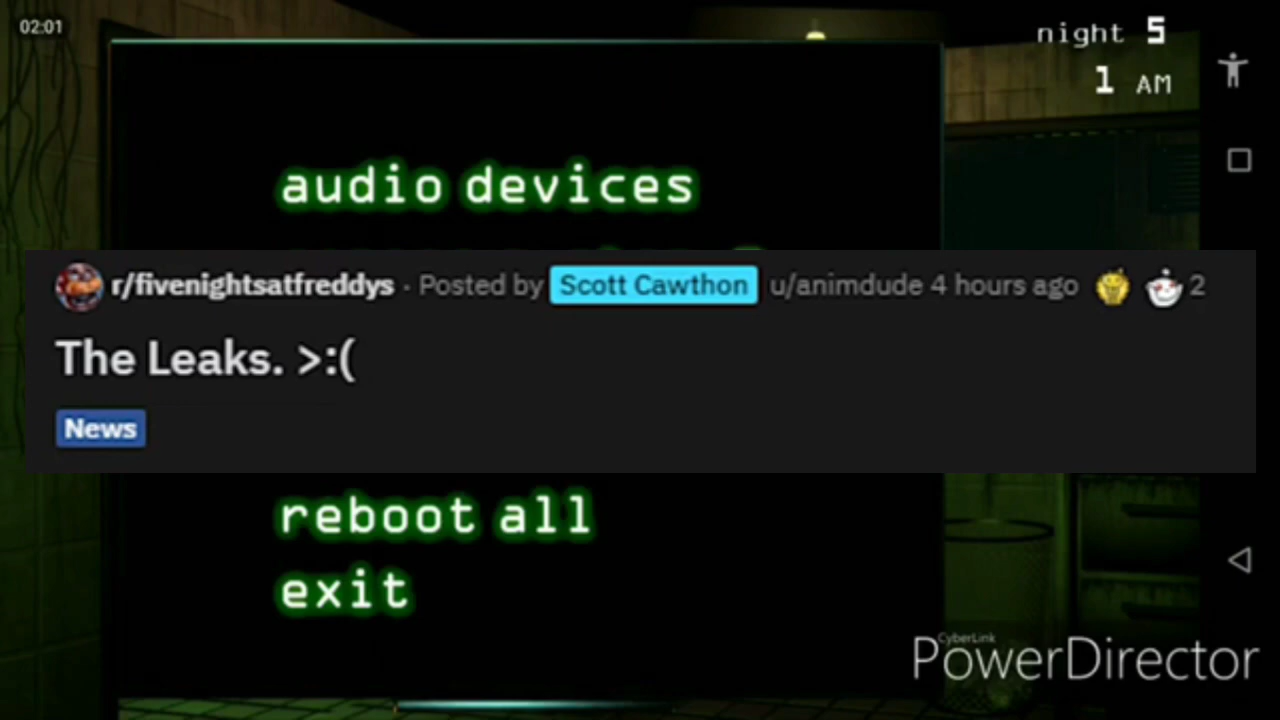 02:01
night 5
1 AM
audio devices
r/fivenightsatfreddys · Posted by Scott Cawthon u/animdude 4 hours ago 2
The Leaks. >:(
News
reboot all
exit
CyberLink
PowerDirector